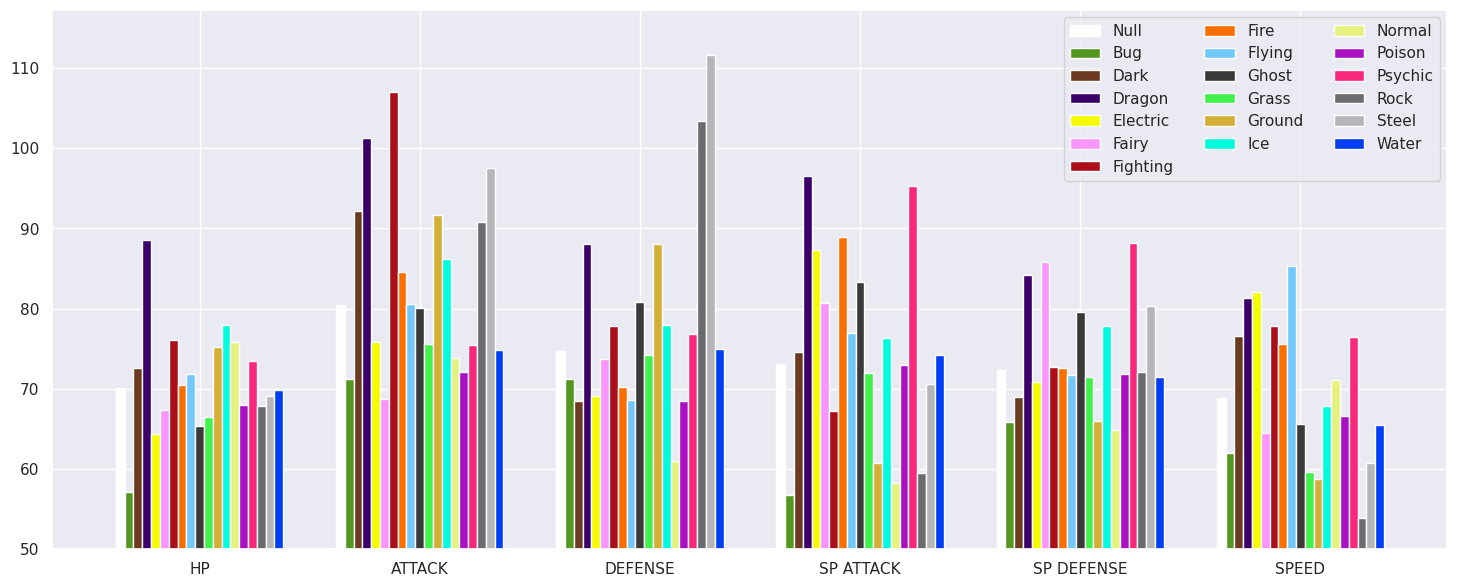 110
100
90
80
70
60
50
HP
ATTACK
DEFENSE
SP ATTACK
SP DEFENSE
SPEED
Null
Bug
Dark
Dragon
Electric
Fairy
Fighting
Fire
Flying
Ghost
Grass
Ground
Ice
Normal
Poison
Psychic
Rock
Steel
Water